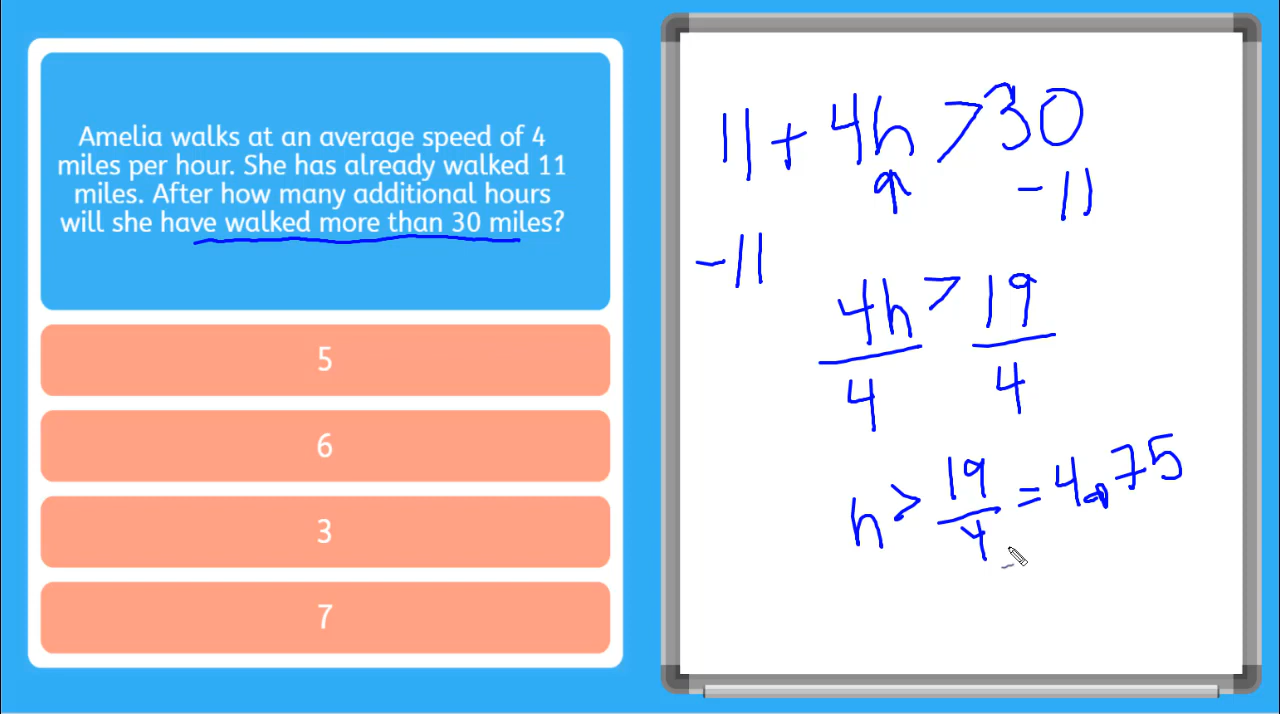 Amelia walks at an average speed of 4
miles per hour. She has already walked 11
miles. After how many additional hours
will she have walked more than 30 miles?
5
6
3
7
11 + 4h > 30
-11
-11
4h > 19
4 4
h > 19/4 = 4.75